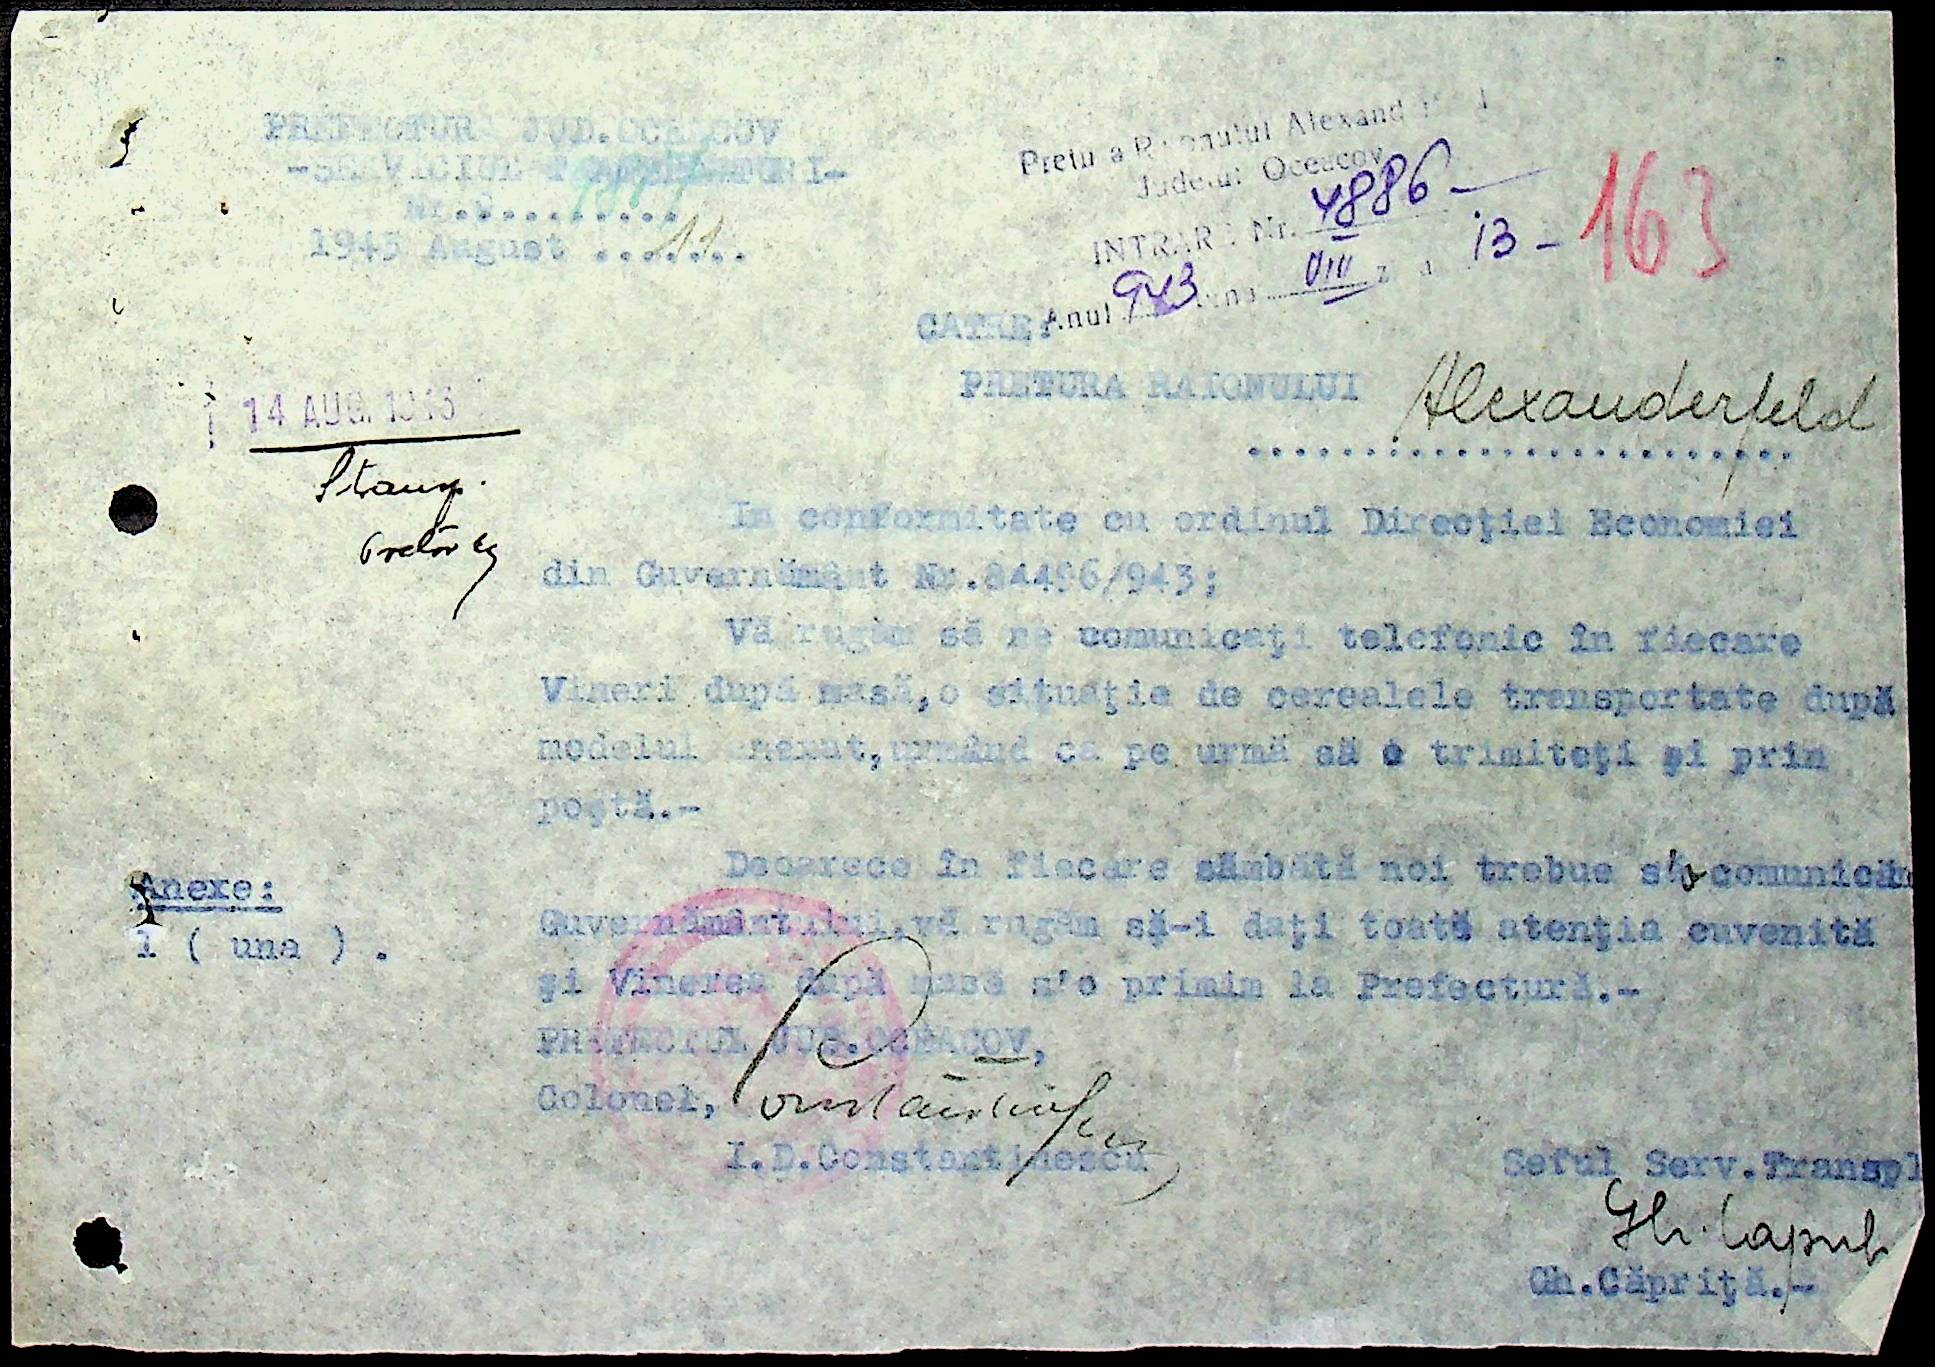 PREFECTURA JUD.OCEACOV
-SERVICIUL TRANSPORTURI-
Nr.
1943 August ...11....
Pretura Raionului Alexanderfeld
Județul Oceacov
INTRARE Nr. 4886
Anul 943 Luna VIII Ziua 13
163
CATRE:
PRETURA RAIONULUI Alexanderfeld
14 AUG. 1943
In conformitate cu ordinul Direcţiei Economiei
din Guvernământ Nr.84496/943;
Vă rugăm să ne comunicaţi telefonic în fiecare
Vineri după masă,o situaţie de cerealele transportate după
modelul anexat,urmând ca pe urmă să o trimiteţi şi prin
poştă.-
Deoarece în fiecare sâmbătă noi trebue s'o comunicăm
Guvernământului,vă rugăm să-i daţi toată atenţia cuvenită
şi Vinerea după masă s'o primim la Prefectură.-
Anexe:
1 ( una ) .
PREFECTUL JUD.OCEACOV,
Colonel,
I.D.Constantinescu
Seful Serv.Transp
Gh.Căpriţă.-